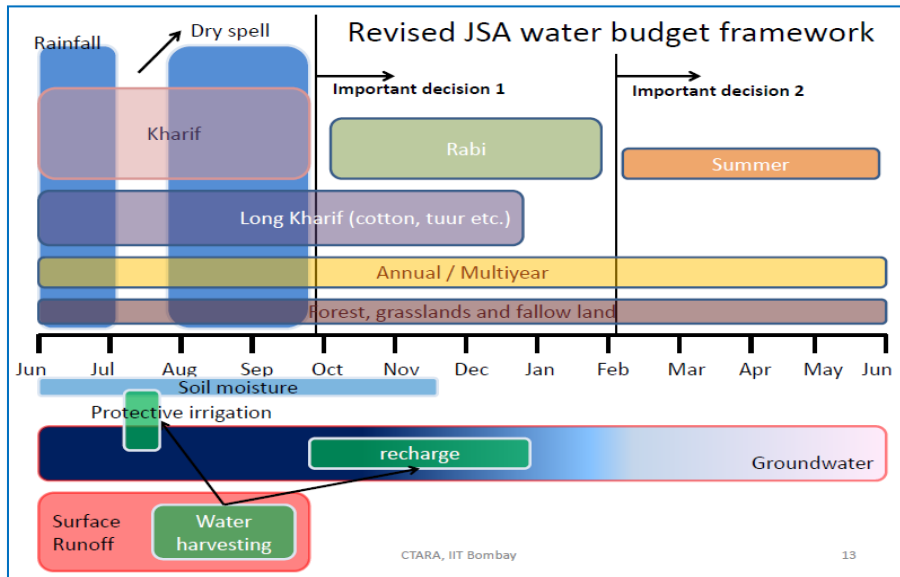 Revised JSA water budget framework
Rainfall
Dry spell
Important decision 1
Important decision 2
Kharif
Rabi
Summer
Long Kharif (cotton, tuur etc.)
Annual / Multiyear
Forest, grasslands and fallow land
Jun Jul Aug Sep Oct Nov Dec Jan Feb Mar Apr May Jun
Soil moisture
Protective irrigation
recharge
Groundwater
Surface
Runoff
Water
harvesting
CTARA, IIT Bombay
13